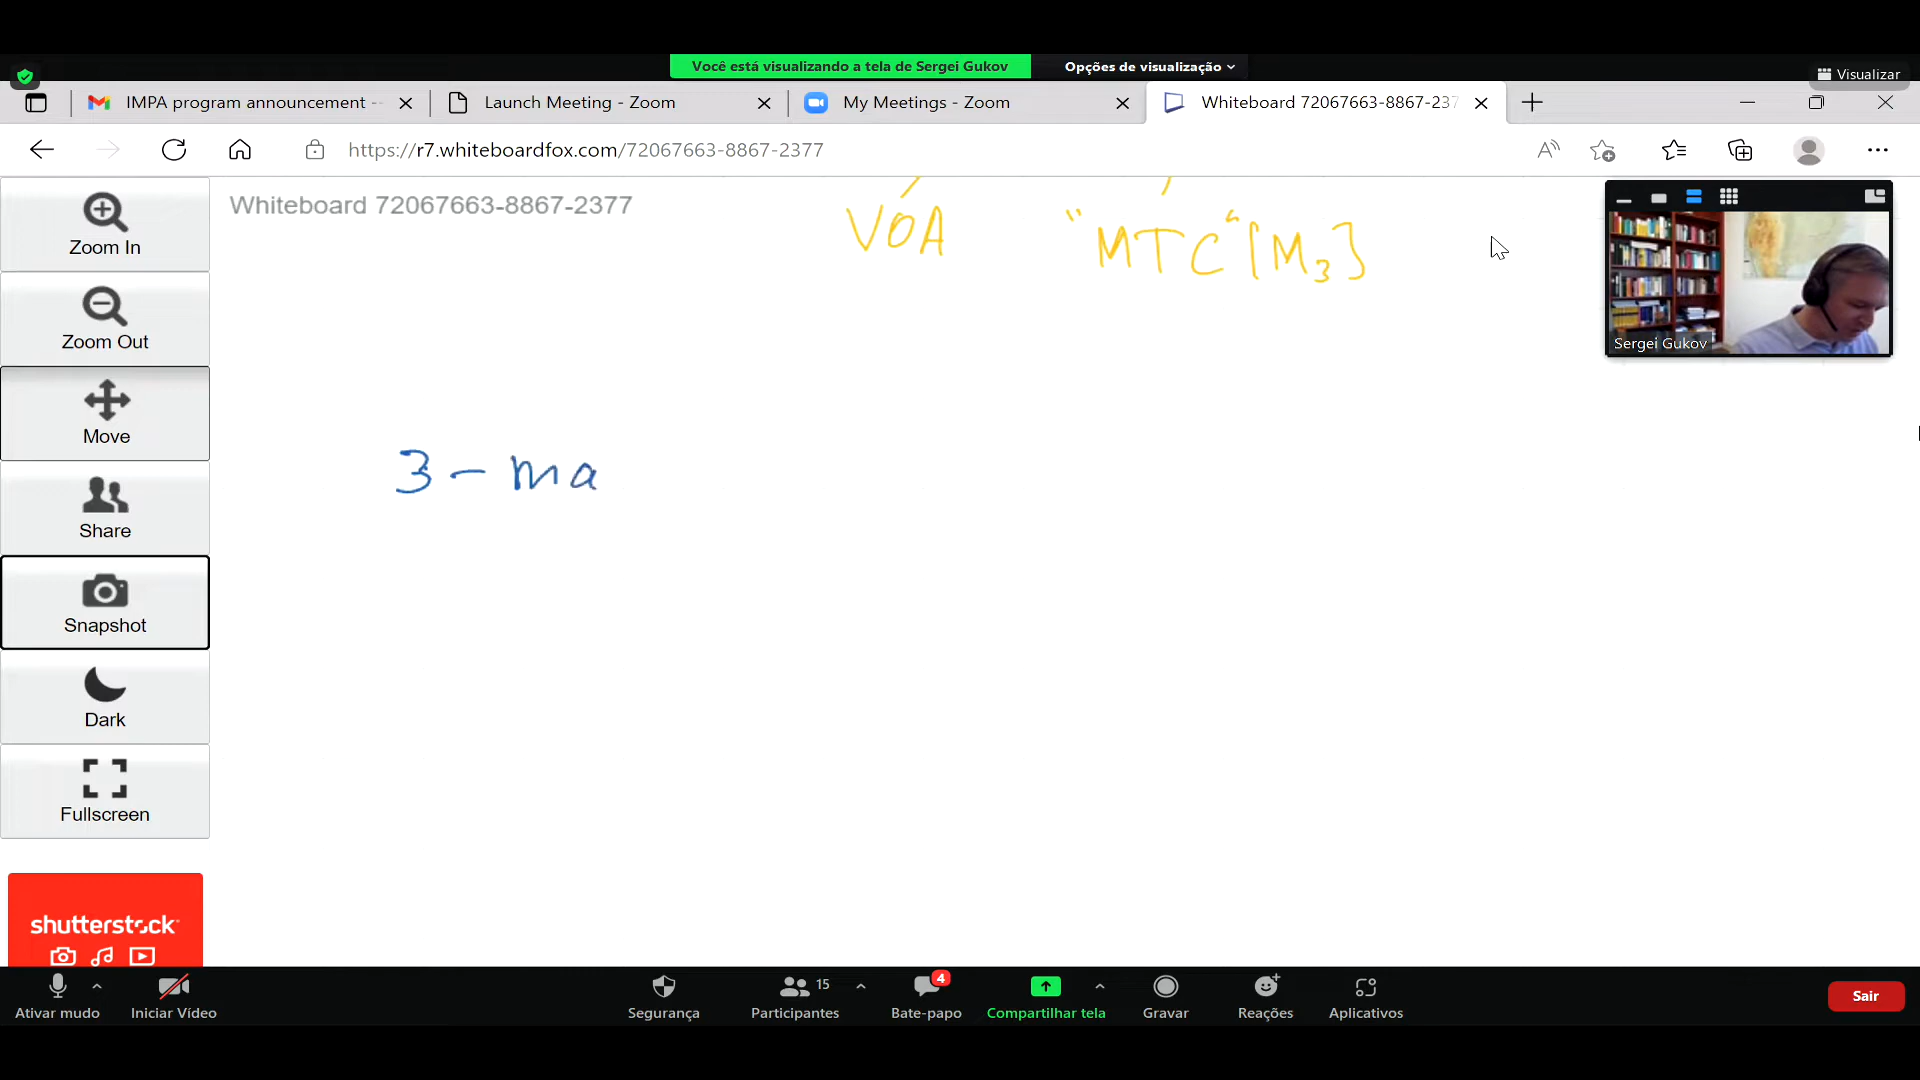 Você está visualizando a tela de Sergei Gukov
Opções de visualização
Visualizar
IMPA program announcement -
Launch Meeting - Zoom
My Meetings - Zoom
Whiteboard 72067663-8867-237
https://r7.whiteboardfox.com/72067663-8867-2377
Whiteboard 72067663-8867-2377
VOA
"MTC"[M₃]
Sergei Gukov
Zoom In
Zoom Out
Move
3 - ma
Share
Snapshot
Dark
Fullscreen
shutterstock
Ativar mudo
Iniciar Vídeo
Segurança
15
Participantes
4
Bate-papo
Compartilhar tela
Gravar
Reações
Aplicativos
Sair